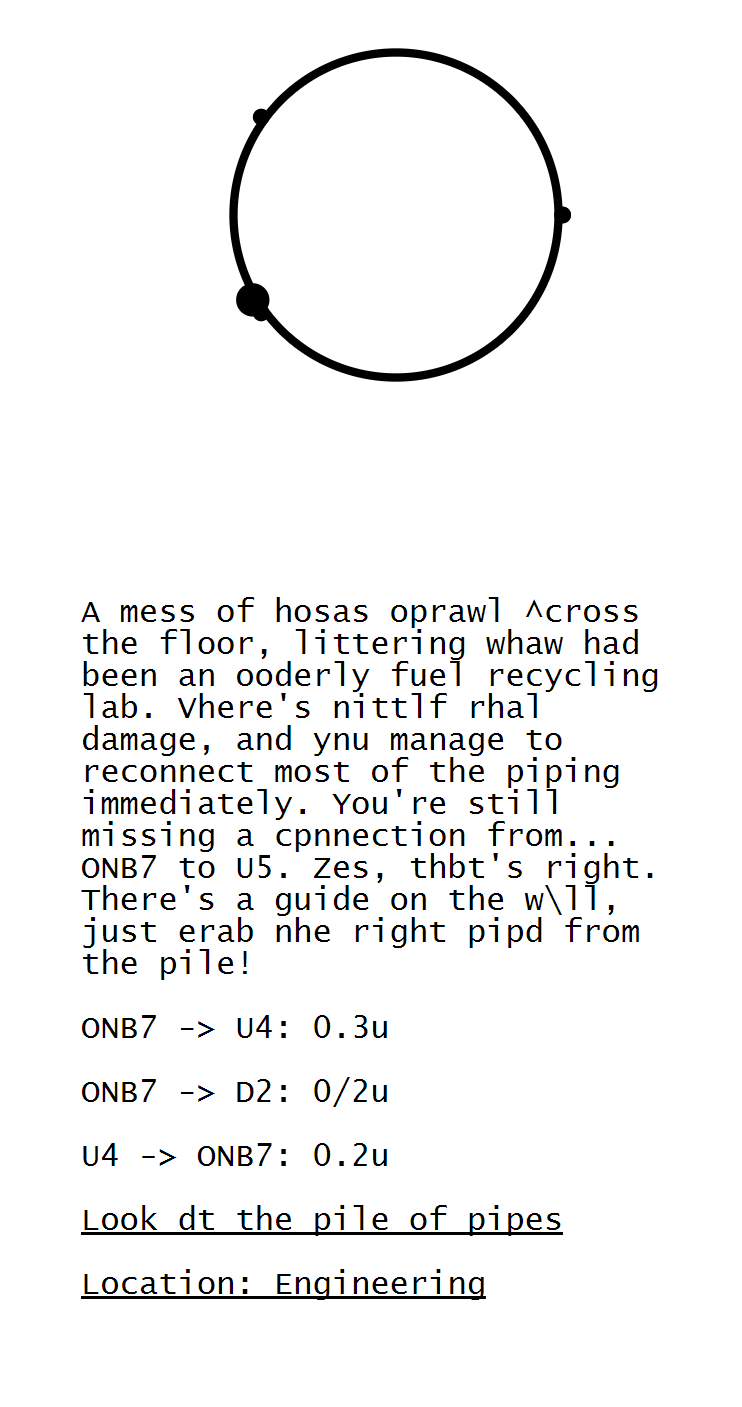 A mess of hosas oprawl ^cross
the floor, littering whaw had
been an ooderly fuel recycling
lab. Vhere's nittlf rhal
damage, and ynu manage to
reconnect most of the piping
immediately. You're still
missing a cpnnection from...
ONB7 to U5. Zes, thbt's right.
There's a guide on the w\ll,
just erab nhe right pipd from
the pile!
ONB7 -> U4: 0.3u
ONB7 -> D2: 0/2u
U4 -> ONB7: 0.2u
Look dt the pile of pipes
Location: Engineering